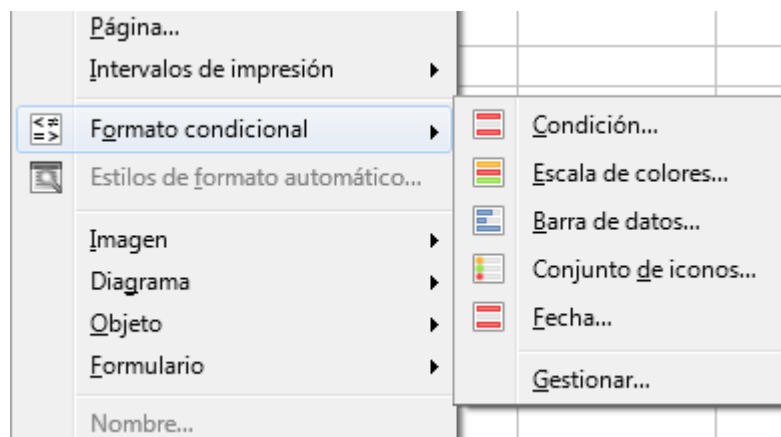 Página...
Intervalos de impresión
Formato condicional
Estilos de formato automático...
Imagen
Diagrama
Objeto
Formulario
Nombre...
Condición...
Escala de colores...
Barra de datos...
Conjunto de iconos...
Fecha...
Gestionar...